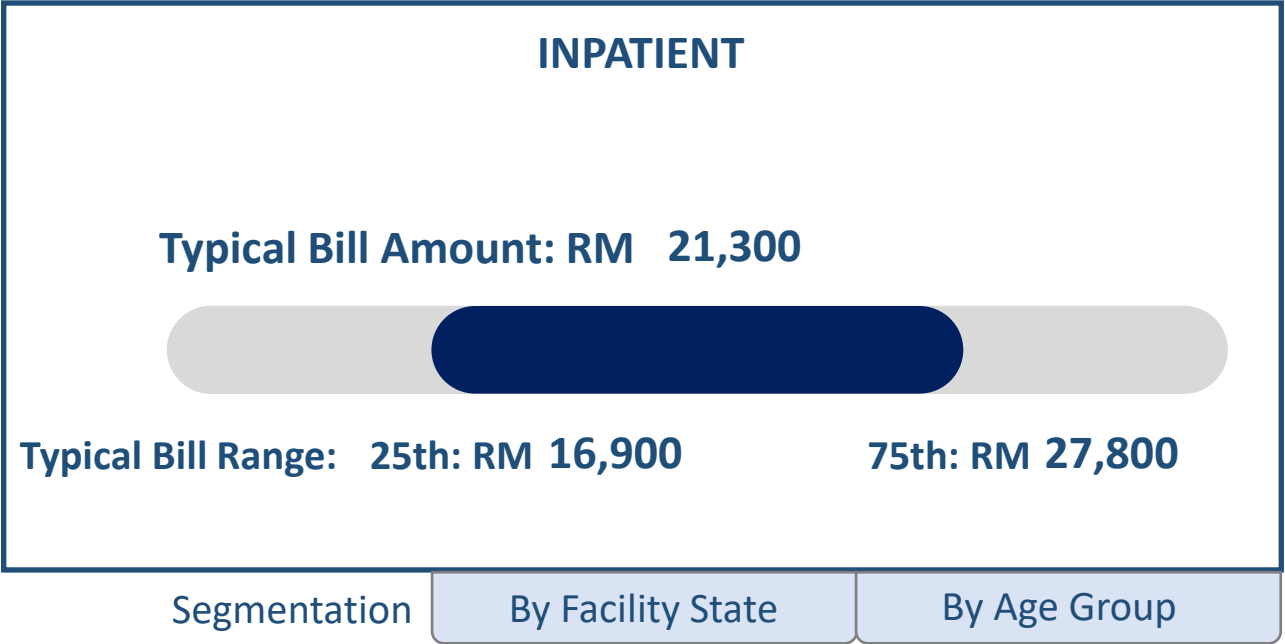 INPATIENT
Typical Bill Amount: RM 21,300
Typical Bill Range: 25th: RM 16,900 75th: RM 27,800
Segmentation By Facility State By Age Group